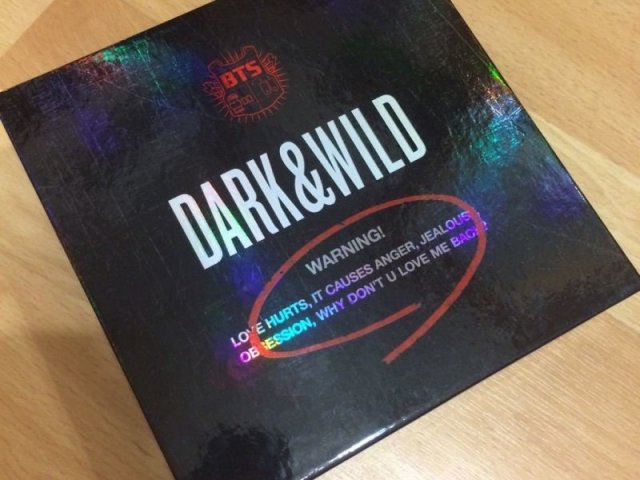 BTS
DARK&WILD
WARNING!
LOVE HURTS, IT CAUSES ANGER, JEALOUSY,
OBSESSION, WHY DON'T U LOVE ME BACK?